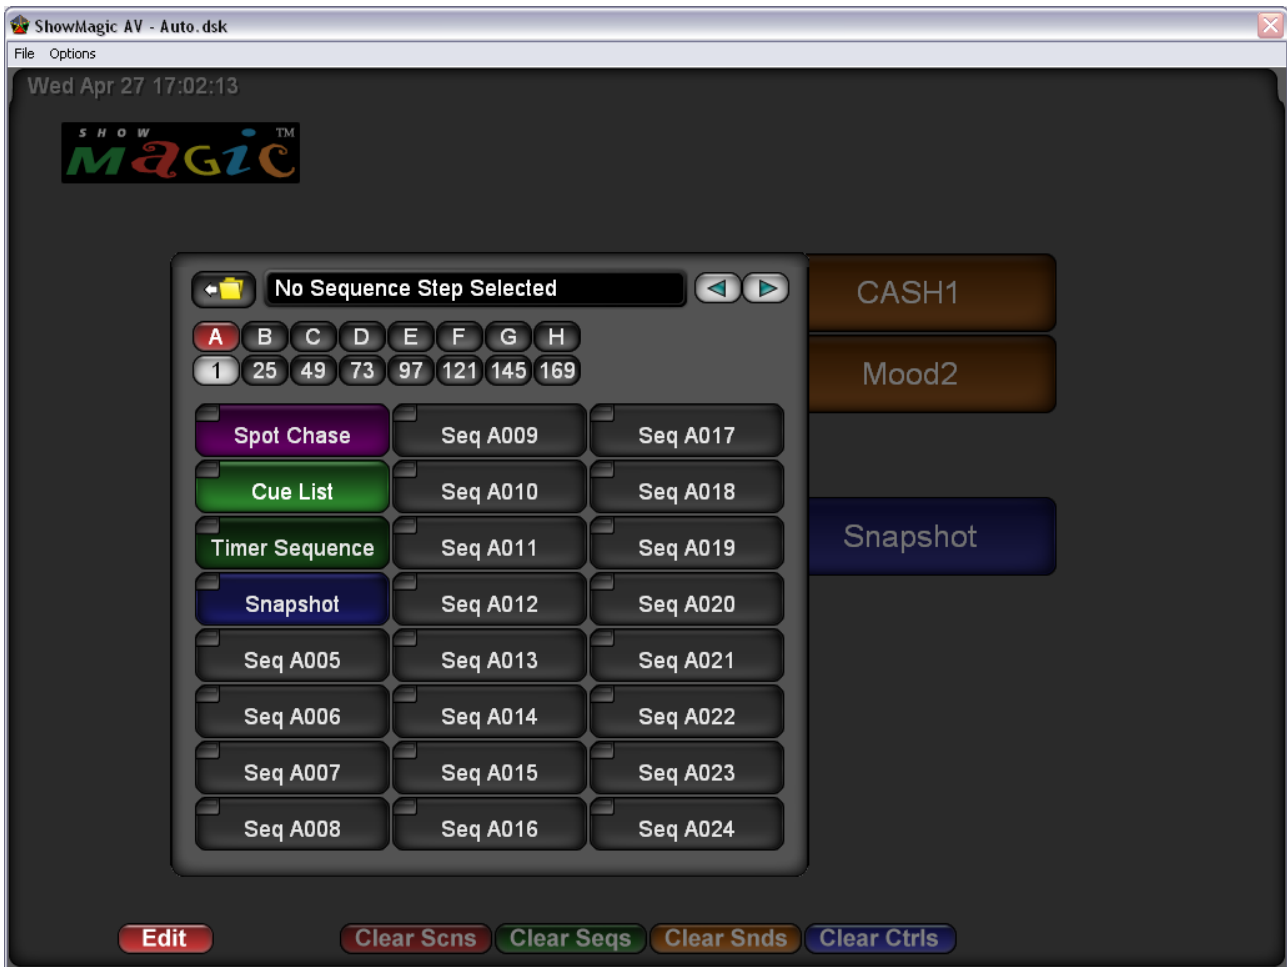 ShowMagic AV - Auto.dsk
File Options
Wed Apr 27 17:02:13
SHOW TM
MaGiC
No Sequence Step Selected
CASH1
A B C D E F G H
1 25 49 73 97 121 145 169
Mood2
Spot Chase Seq A009 Seq A017
Cue List Seq A010 Seq A018
Timer Sequence Seq A011 Seq A019
Snapshot
Snapshot Seq A012 Seq A020
Seq A005 Seq A013 Seq A021
Seq A006 Seq A014 Seq A022
Seq A007 Seq A015 Seq A023
Seq A008 Seq A016 Seq A024
Edit Clear Scns Clear Seqs Clear Snds Clear Ctrls